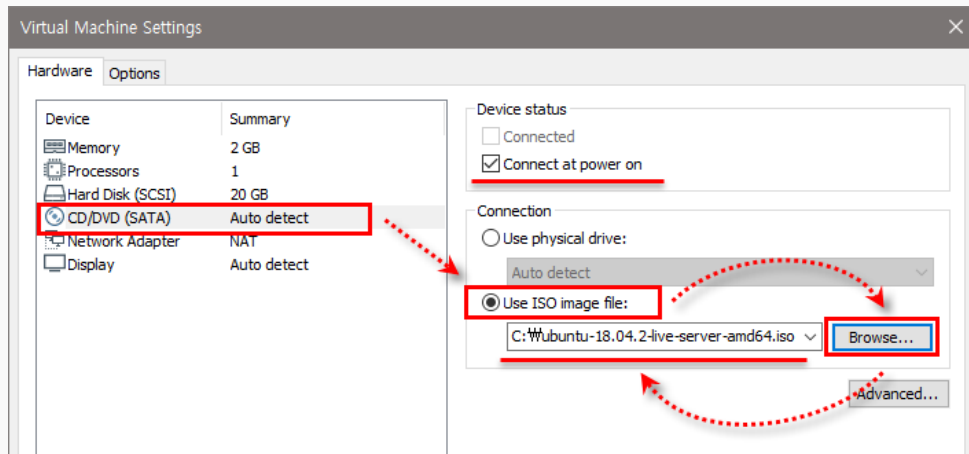 Virtual Machine Settings
Hardware Options
Device Summary
Memory 2 GB
Processors 1
Hard Disk (SCSI) 20 GB
CD/DVD (SATA) Auto detect
Network Adapter NAT
Display Auto detect
Device status
Connected
Connect at power on
Connection
Use physical drive:
Auto detect
Use ISO image file:
C:₩ubuntu-18.04.2-live-server-amd64.iso
Browse...
Advanced...